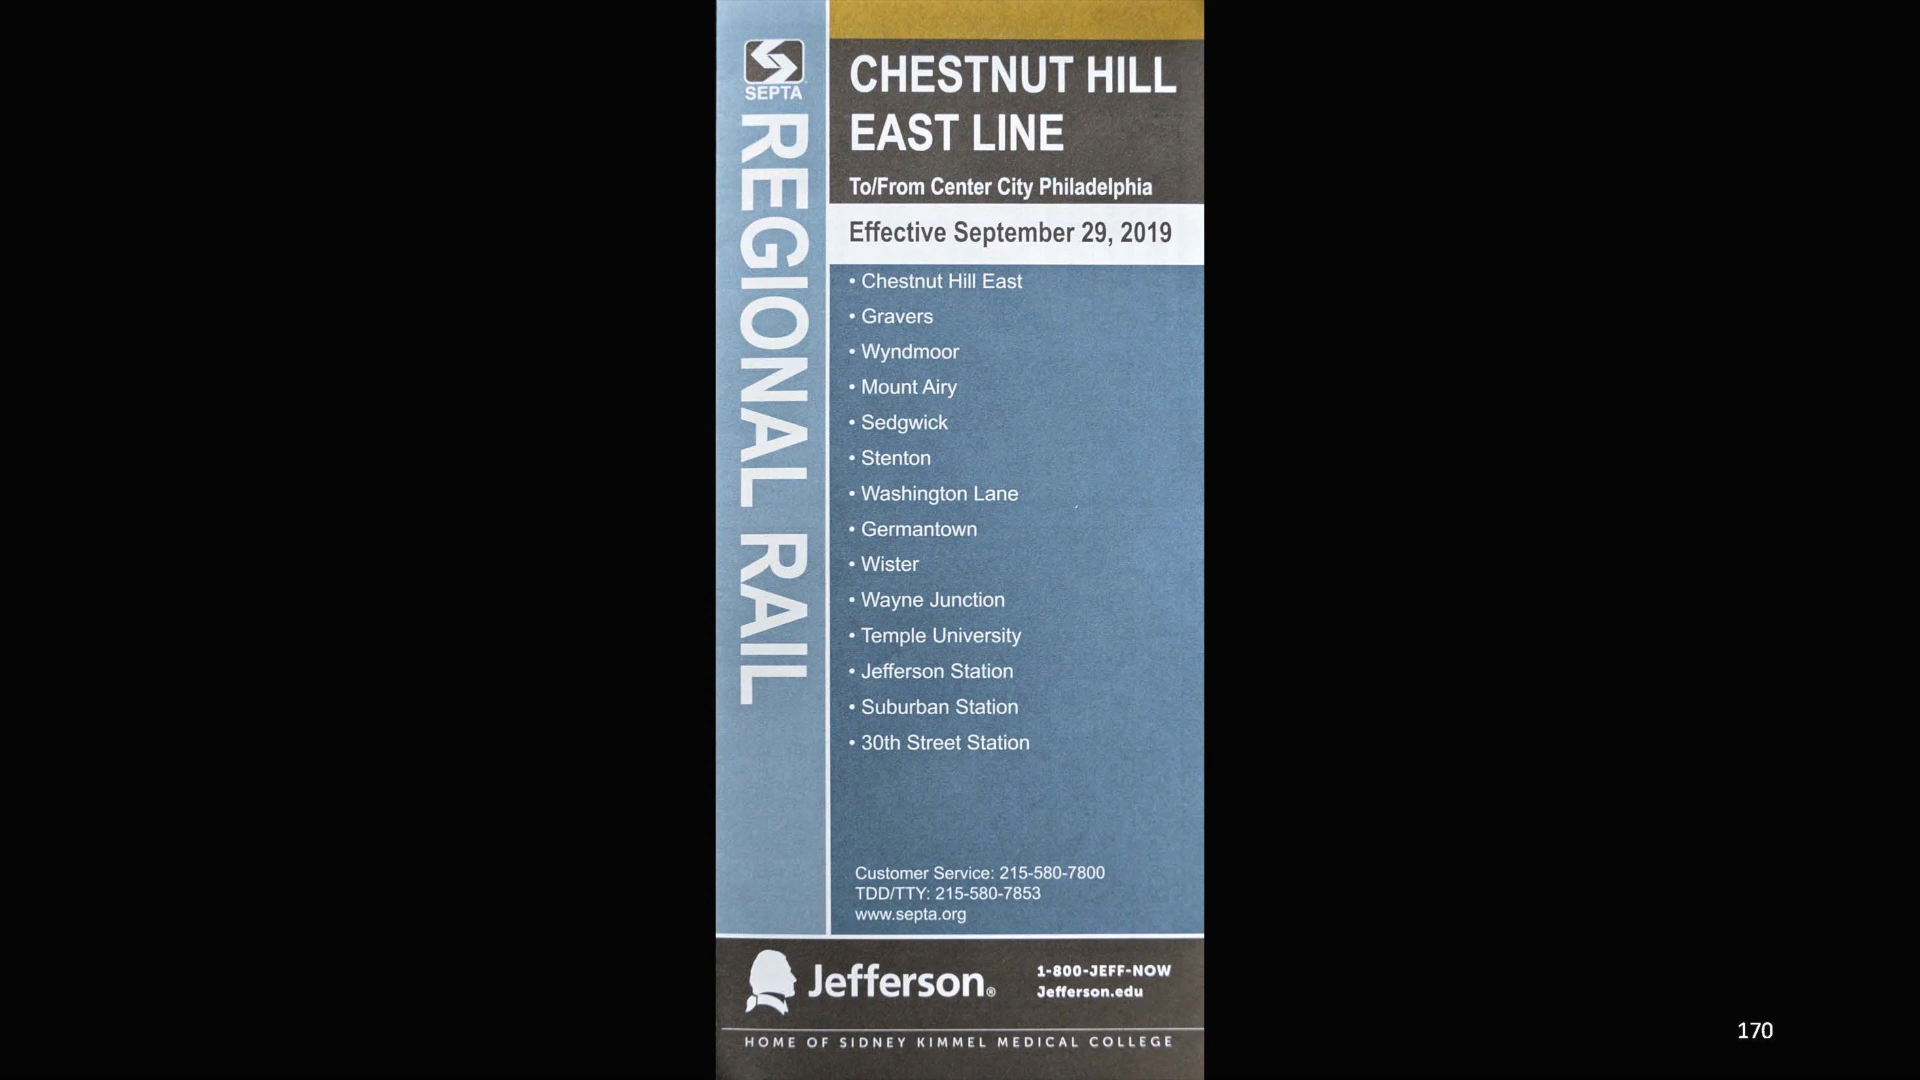 SEPTA
REGIONAL RAIL
CHESTNUT HILL
EAST LINE
To/From Center City Philadelphia
Effective September 29, 2019
• Chestnut Hill East
• Gravers
• Wyndmoor
• Mount Airy
• Sedgwick
• Stenton
• Washington Lane
• Germantown
• Wister
• Wayne Junction
• Temple University
• Jefferson Station
• Suburban Station
• 30th Street Station
Customer Service: 215-580-7800
TDD/TTY: 215-580-7853
www.septa.org
Jefferson®
1-800-JEFF-NOW
Jefferson.edu
HOME OF SIDNEY KIMMEL MEDICAL COLLEGE
170